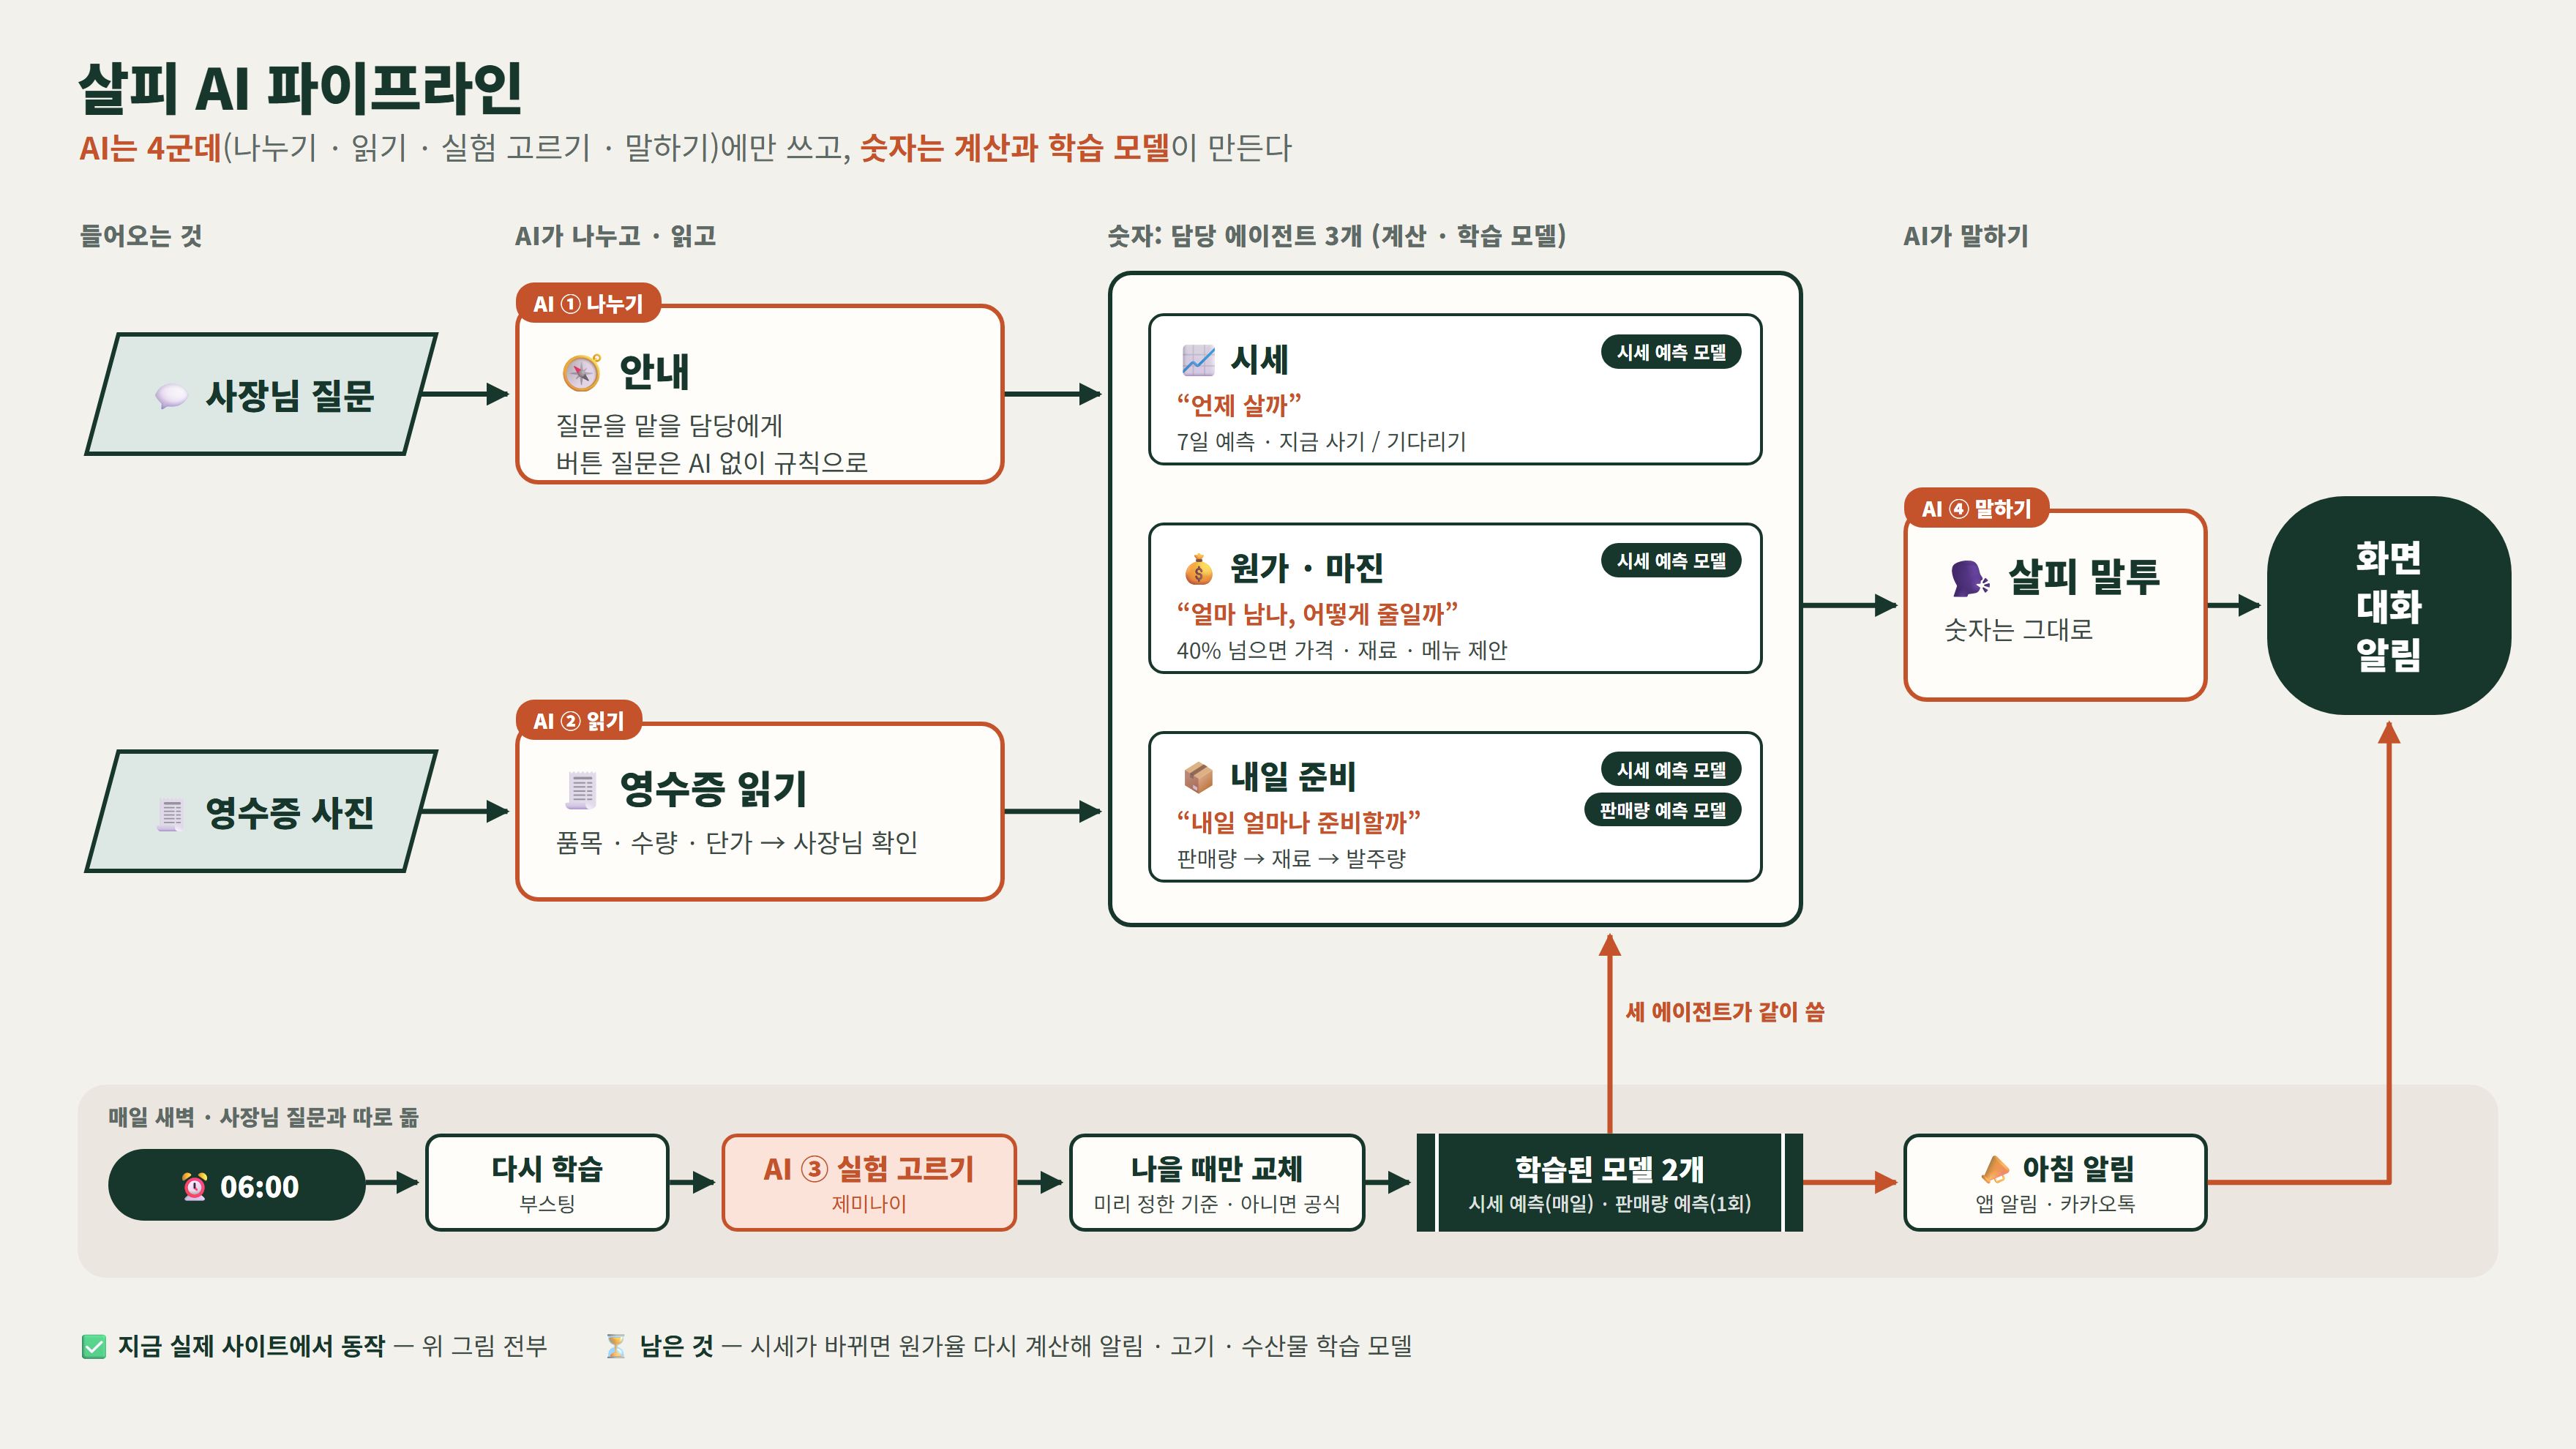 살피 AI 파이프라인
AI는 4군데(나누기 · 읽기 · 실험 고르기 · 말하기)에만 쓰고, 숫자는 계산과 학습 모델이 만든다
들어오는 것
AI가 나누고 · 읽고
숫자: 담당 에이전트 3개 (계산 · 학습 모델)
AI가 말하기
사장님 질문
AI ① 나누기
안내
질문을 맡을 담당에게
버튼 질문은 AI 없이 규칙으로
시세
시세 예측 모델
“언제 살까”
7일 예측 · 지금 사기 / 기다리기
원가 · 마진
시세 예측 모델
“얼마 남나, 어떻게 줄일까”
40% 넘으면 가격 · 재료 · 메뉴 제안
AI ④ 말하기
살피 말투
숫자는 그대로
화면
대화
알림
영수증 사진
AI ② 읽기
영수증 읽기
품목 · 수량 · 단가 → 사장님 확인
내일 준비
시세 예측 모델
판매량 예측 모델
“내일 얼마나 준비할까”
판매량 → 재료 → 발주량
세 에이전트가 같이 씀
매일 새벽 · 사장님 질문과 따로 돎
06:00
다시 학습
부스팅
AI ③ 실험 고르기
제미나이
나을 때만 교체
미리 정한 기준 · 아니면 공식
학습된 모델 2개
시세 예측(매일) · 판매량 예측(1회)
아침 알림
앱 알림 · 카카오톡
지금 실제 사이트에서 동작 — 위 그림 전부
남은 것 — 시세가 바뀌면 원가율 다시 계산해 알림 · 고기 · 수산물 학습 모델